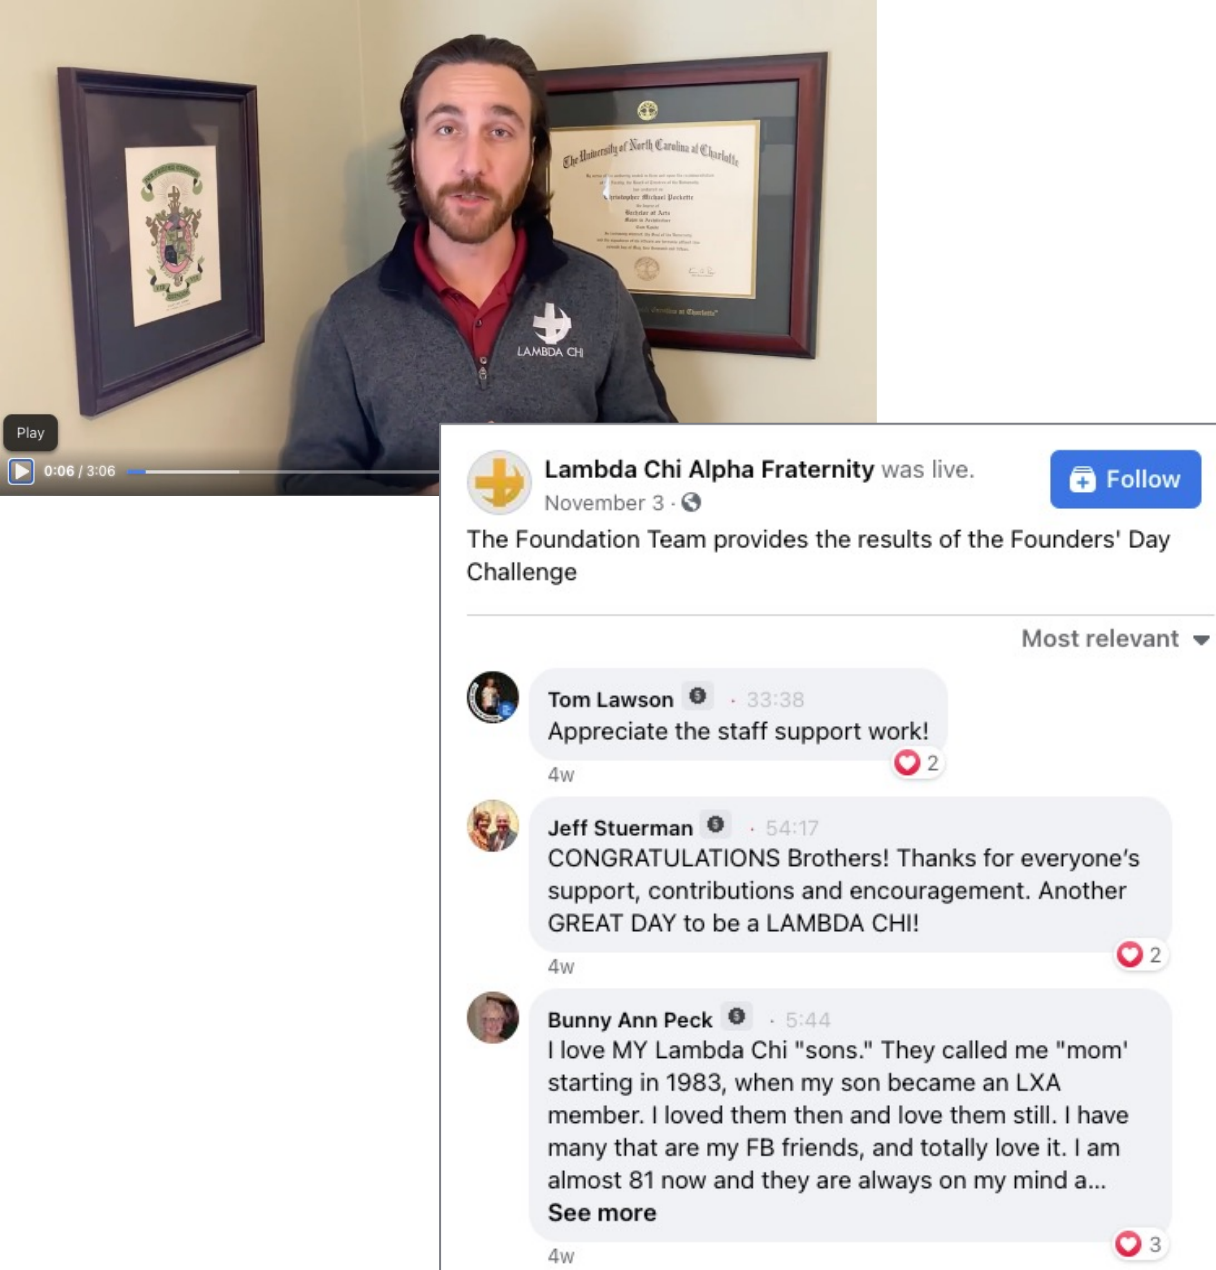 The University of North Carolina at Charlotte
Christopher Michael
Bachelor of Arts
LAMBDA CHI
Play
0:06 / 3:06
Lambda Chi Alpha Fraternity was live.
November 3 ·
Follow
The Foundation Team provides the results of the Founders' Day
Challenge
Most relevant
Tom Lawson · 33:38
Appreciate the staff support work!
2
4w
Jeff Stuerman · 54:17
CONGRATULATIONS Brothers! Thanks for everyone's
support, contributions and encouragement. Another
GREAT DAY to be a LAMBDA CHI!
2
4w
Bunny Ann Peck · 5:44
I love MY Lambda Chi "sons." They called me "mom'
starting in 1983, when my son became an LXA
member. I loved them then and love them still. I have
many that are my FB friends, and totally love it. I am
almost 81 now and they are always on my mind a...
See more
3
4w